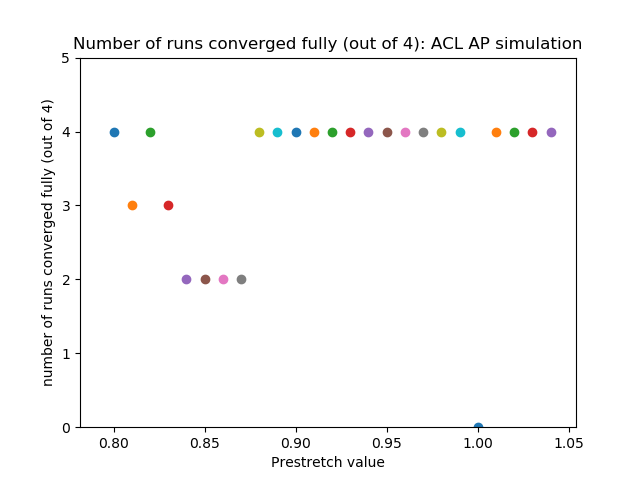 Number of runs converged fully (out of 4): ACL AP simulation
number of runs converged fully (out of 4)
5
4
3
2
1
0
0.80 0.85 0.90 0.95 1.00 1.05
Prestretch value